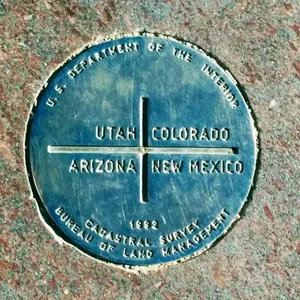 U.S. DEPARTMENT OF THE INTERIOR
UTAH COLORADO
ARIZONA NEW MEXICO
1992
CADASTRAL SURVEY
BUREAU OF LAND MANAGEMENT